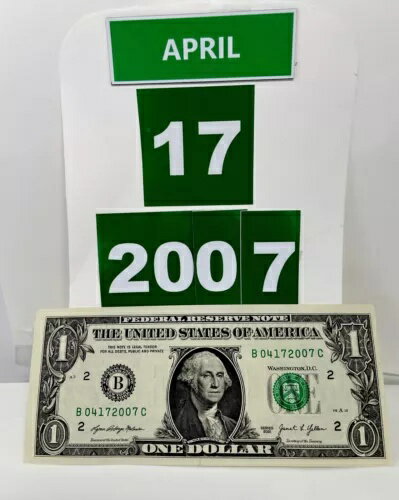 APRIL
17
2007
FEDERAL RESERVE NOTE
THE UNITED STATES OF AMERICA
THIS NOTE IS LEGAL TENDER
FOR ALL DEBTS, PUBLIC AND PRIVATE
B 04172007 C
WASHINGTON, D.C.
1
1
2
2
B
B 04172007 C
2
2
SERIES
1
1
ONE DOLLAR